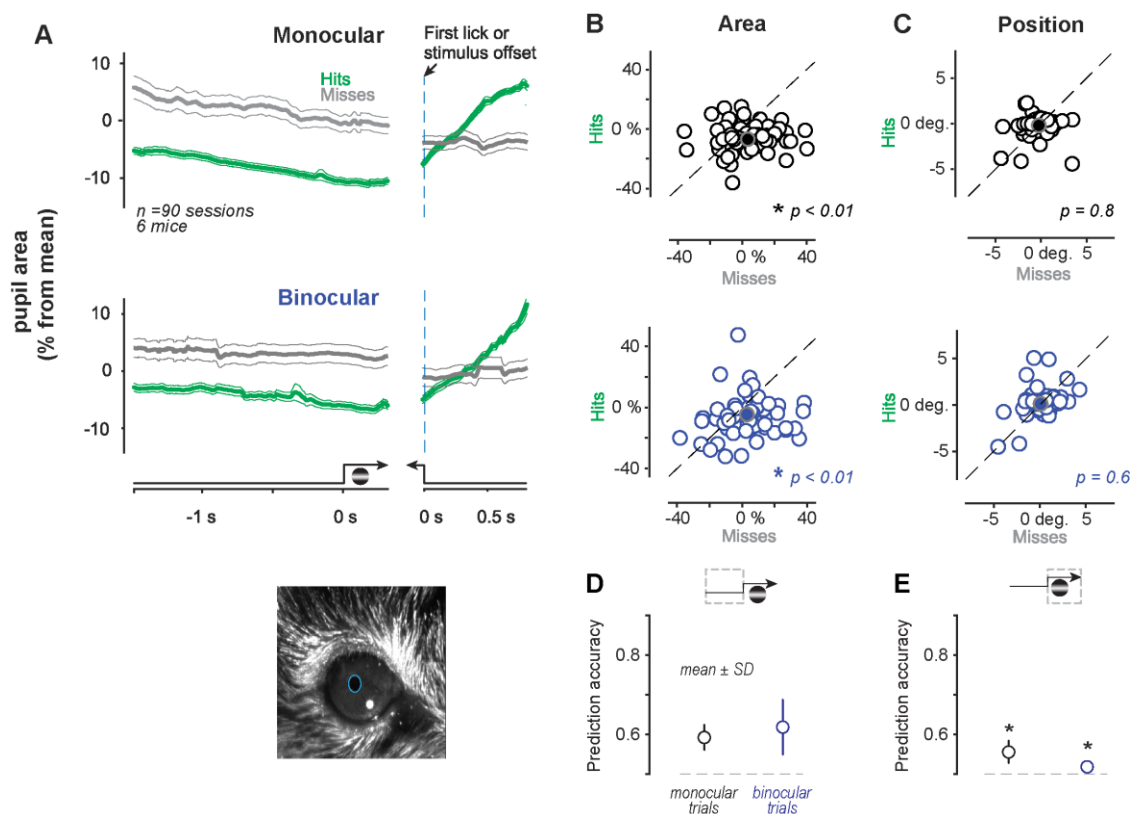 A
Monocular
First lick or
stimulus offset
10
Hits
Misses
0
-10
n =90 sessions
6 mice
pupil area
(% from mean)
Binocular
10
0
-10
-1 s
0 s
0 s
0.5 s
B
Area
40
Hits
0 %
-40
* p < 0.01
-40
0 %
40
Misses
40
Hits
0 %
-40
* p < 0.01
-40
0 %
40
Misses
C
Position
5
Hits
0 deg.
-5
p = 0.8
-5
0 deg.
5
Misses
5
Hits
0 deg.
-5
p = 0.6
-5
0 deg.
5
Misses
D
Prediction accuracy
0.8
mean ± SD
0.6
monocular
trials
binocular
trials
E
Prediction accuracy
0.8
0.6
*
*